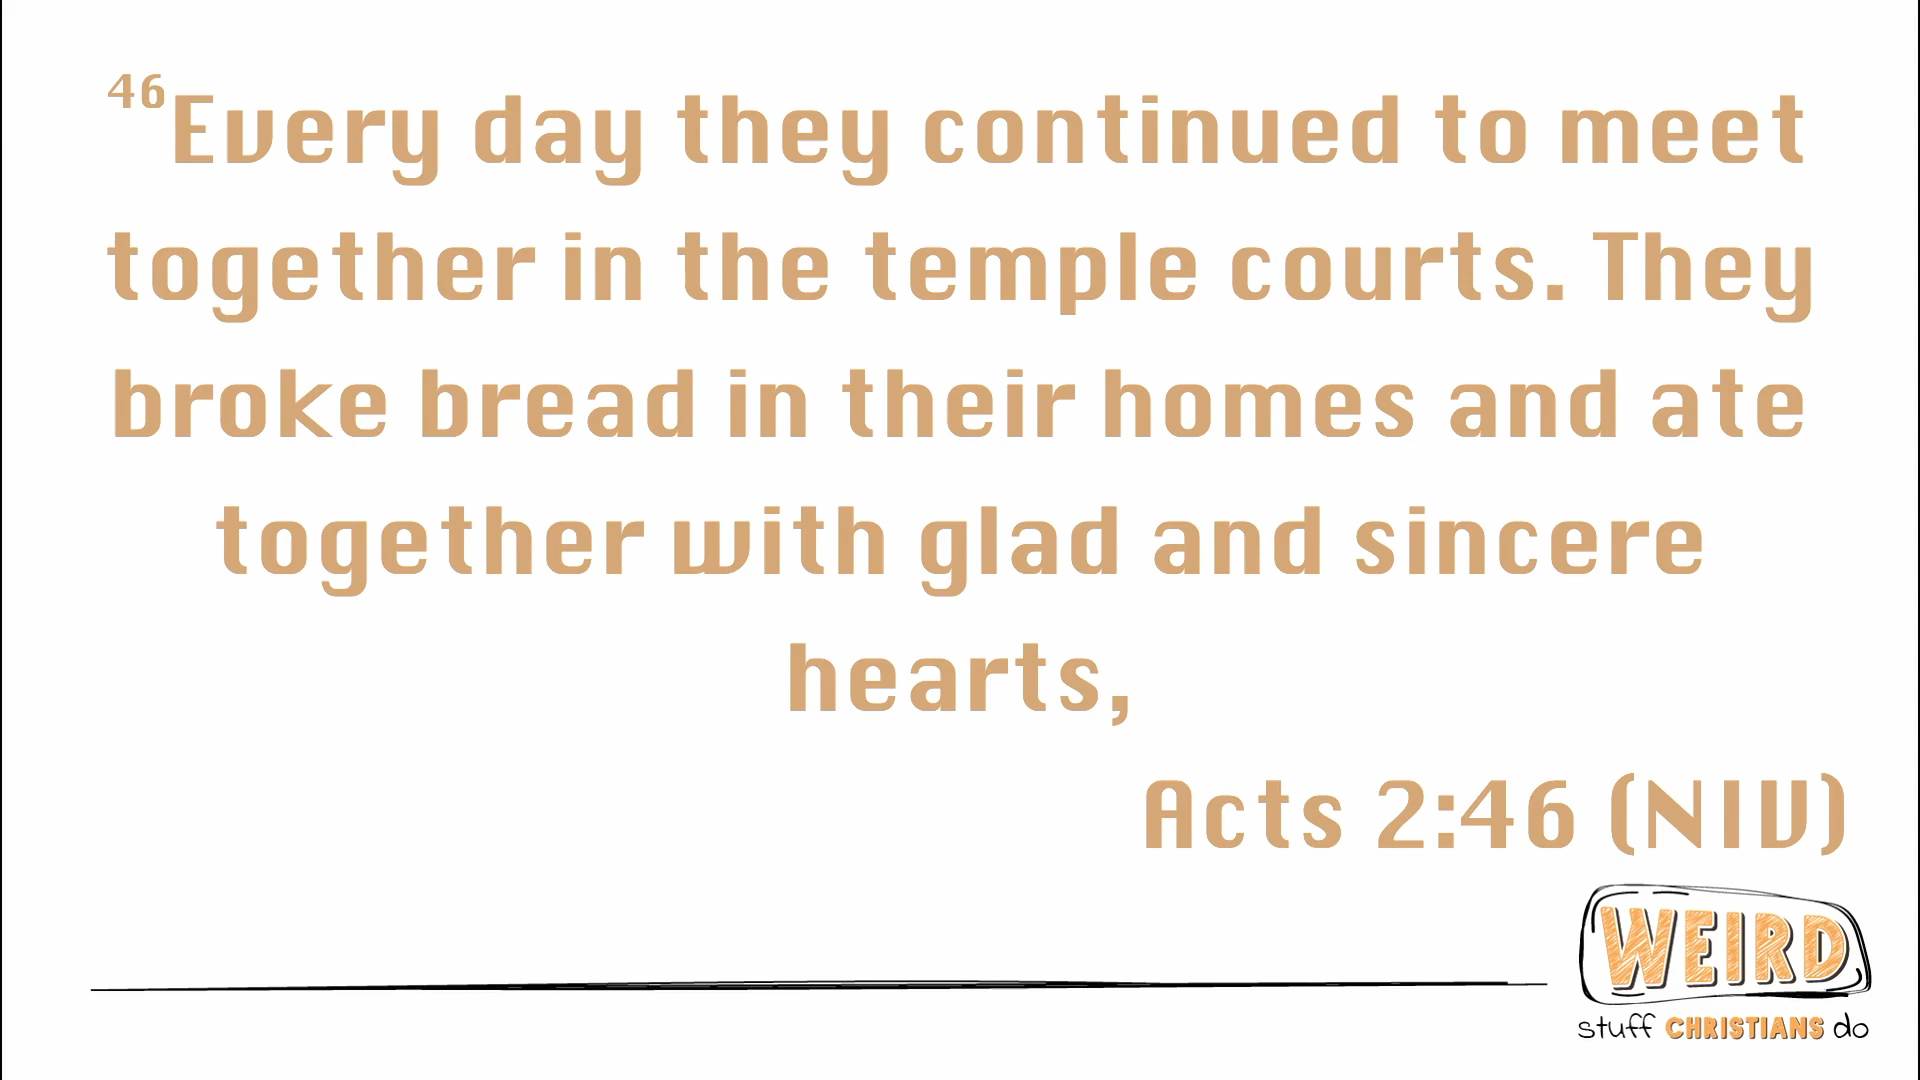 46Every day they continued to meet
together in the temple courts. They
broke bread in their homes and ate
together with glad and sincere
hearts,
Acts 2:46 (NIV)
WEIRD
stuff CHRISTIANS do